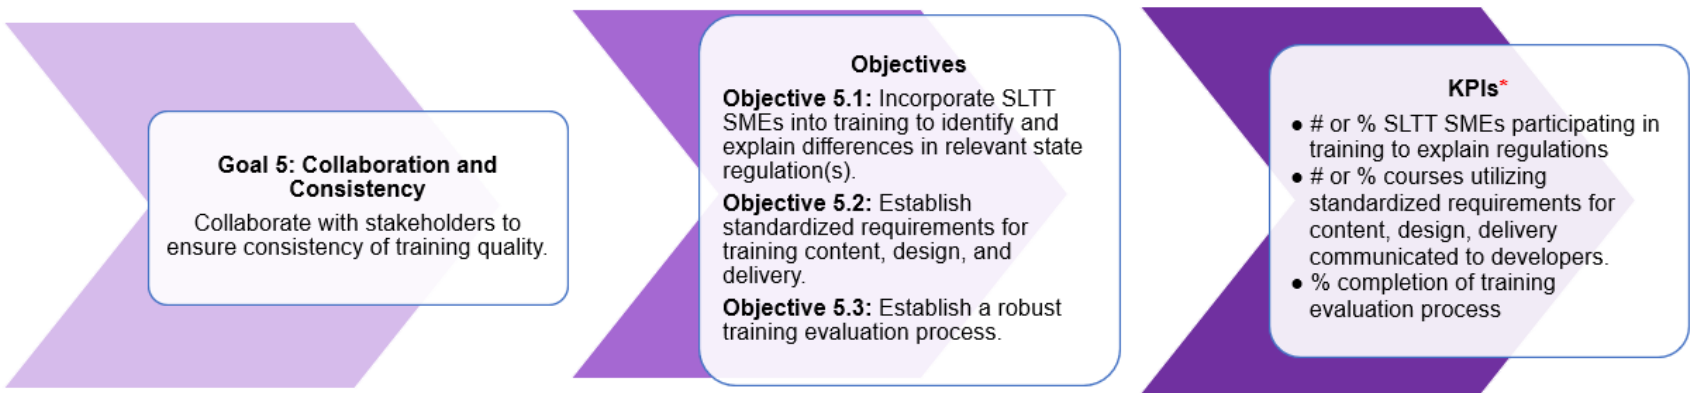 Goal 5: Collaboration and
Consistency
Collaborate with stakeholders to
ensure consistency of training quality.
Objectives
Objective 5.1: Incorporate SLTT
SMEs into training to identify and
explain differences in relevant state
regulation(s).
Objective 5.2: Establish
standardized requirements for
training content, design, and
delivery.
Objective 5.3: Establish a robust
training evaluation process.
KPIs*
● # or % SLTT SMEs participating in
training to explain regulations
● # or % courses utilizing
standardized requirements for
content, design, delivery
communicated to developers.
● % completion of training
evaluation process